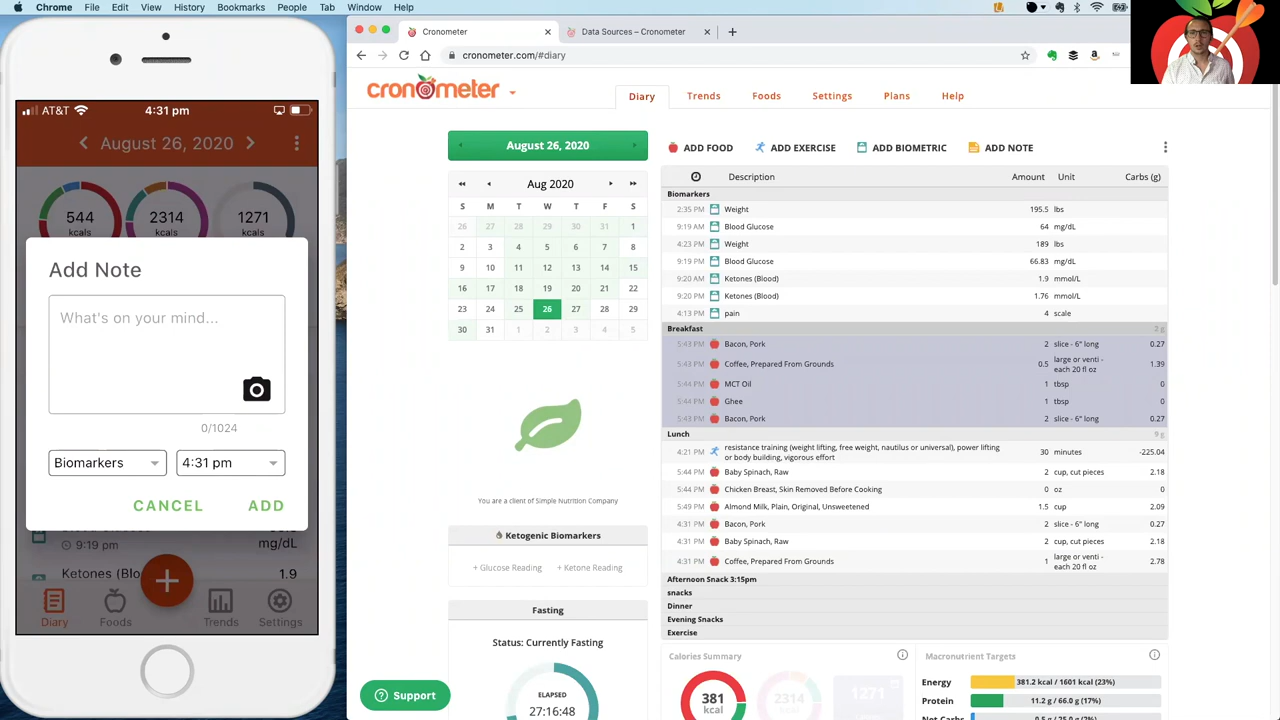 Chrome File Edit View History Bookmarks People Tab Window Help
AT&T 4:31 pm
August 26, 2020
544 kcals
2314 kcals
1271 kcals
Add Note
What's on your mind...
0/1024
Biomarkers 4:31 pm
CANCEL ADD
9:19 pm mg/dL
Ketones (Blo 1.9
Diary Foods Trends Settings
Cronometer
Data Sources – Cronometer
cronometer.com/#diary
cronometer
Diary Trends Foods Settings Plans Help
August 26, 2020
Aug 2020
S M T W T F S
26 27 28 29 30 31 1
2 3 4 5 6 7 8
9 10 11 12 13 14 15
16 17 18 19 20 21 22
23 24 25 26 27 28 29
30 31 1 2 3 4 5
You are a client of Simple Nutrition Company
Ketogenic Biomarkers
+ Glucose Reading + Ketone Reading
Fasting
Status: Currently Fasting
ELAPSED
27:16:48
Support
ADD FOOD ADD EXERCISE ADD BIOMETRIC ADD NOTE
Description Amount Unit Carbs (g)
Biomarkers
2:35 PM Weight 195.5 lbs
9:19 AM Blood Glucose 64 mg/dL
4:23 PM Weight 189 lbs
9:19 PM Blood Glucose 66.83 mg/dL
9:20 AM Ketones (Blood) 1.9 mmol/L
9:20 PM Ketones (Blood) 1.76 mmol/L
4:13 PM pain 4 scale
Breakfast 2 g
5:43 PM Bacon, Pork 2 slice - 6" long 0.27
5:43 PM Coffee, Prepared From Grounds 0.5 large or venti - each 20 fl oz 1.39
5:44 PM MCT Oil 1 tbsp 0
5:44 PM Ghee 1 tbsp 0
5:43 PM Bacon, Pork 2 slice - 6" long 0.27
Lunch 9 g
4:21 PM resistance training (weight lifting, free weight, nautilus or universal), power lifting or body building, vigorous effort 30 minutes -225.04
5:44 PM Baby Spinach, Raw 2 cup, cut pieces 2.18
5:44 PM Chicken Breast, Skin Removed Before Cooking 0 oz 0
5:49 PM Almond Milk, Plain, Original, Unsweetened 1.5 cup 2.09
4:31 PM Bacon, Pork 2 slice - 6" long 0.27
4:31 PM Baby Spinach, Raw 2 cup, cut pieces 2.18
4:31 PM Coffee, Prepared From Grounds 1 large or venti - each 20 fl oz 2.78
Afternoon Snack 3:15pm
snacks
Dinner
Evening Snacks
Exercise
Calories Summary
381 kcal
Macronutrient Targets
Energy 381.2 kcal / 1601 kcal (23%)
Protein 11.2 g / 66.0 g (17%)
Net Carbs 0.5 g / 25.0 g (2%)